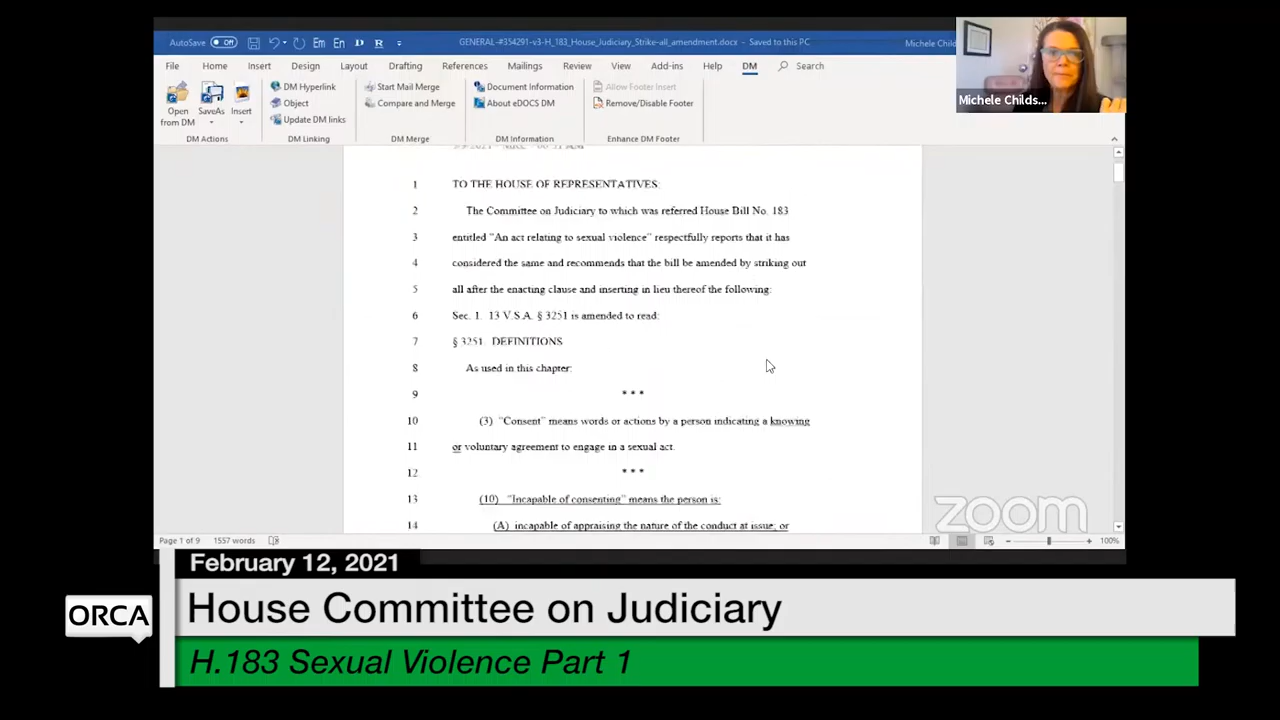 AutoSave Off Em En D R GENERAL-#354291-v3-H_183_House_Judiciary_Strike-all_amendment.docx - Saved to this PC Michele Child
File Home Insert Design Draw Layout References Mailings Review View Add-ins Help DM Search
Open from DM
SaveAs
Insert
DM Actions
DM Hyperlink
Object
Update DM links
DM Linking
Start Mail Merge
Compare and Merge
DM Merge
Document Information
About eDOCS DM
DM Information
Allow Footer Insert
Remove/Disable Footer
Enhance DM Footer
Michele Childs...
1 TO THE HOUSE OF REPRESENTATIVES:
2 The Committee on Judiciary to which was referred House Bill No. 183
3 entitled "An act relating to sexual violence" respectfully reports that it has
4 considered the same and recommends that the bill be amended by striking out
5 all after the enacting clause and inserting in lieu thereof the following:
6 Sec. 1. 13 V.S.A. § 3251 is amended to read:
7 § 3251. DEFINITIONS
8 As used in this chapter:
9 * * *
10 (3) "Consent" means words or actions by a person indicating a knowing
11 or voluntary agreement to engage in a sexual act.
12 * * *
13 (10) "Incapable of consenting" means the person is:
14 (A) incapable of appraising the nature of the conduct at issue; or
zoom
Page 1 of 9 1557 words 100%
February 12, 2021
ORCA
House Committee on Judiciary
H.183 Sexual Violence Part 1